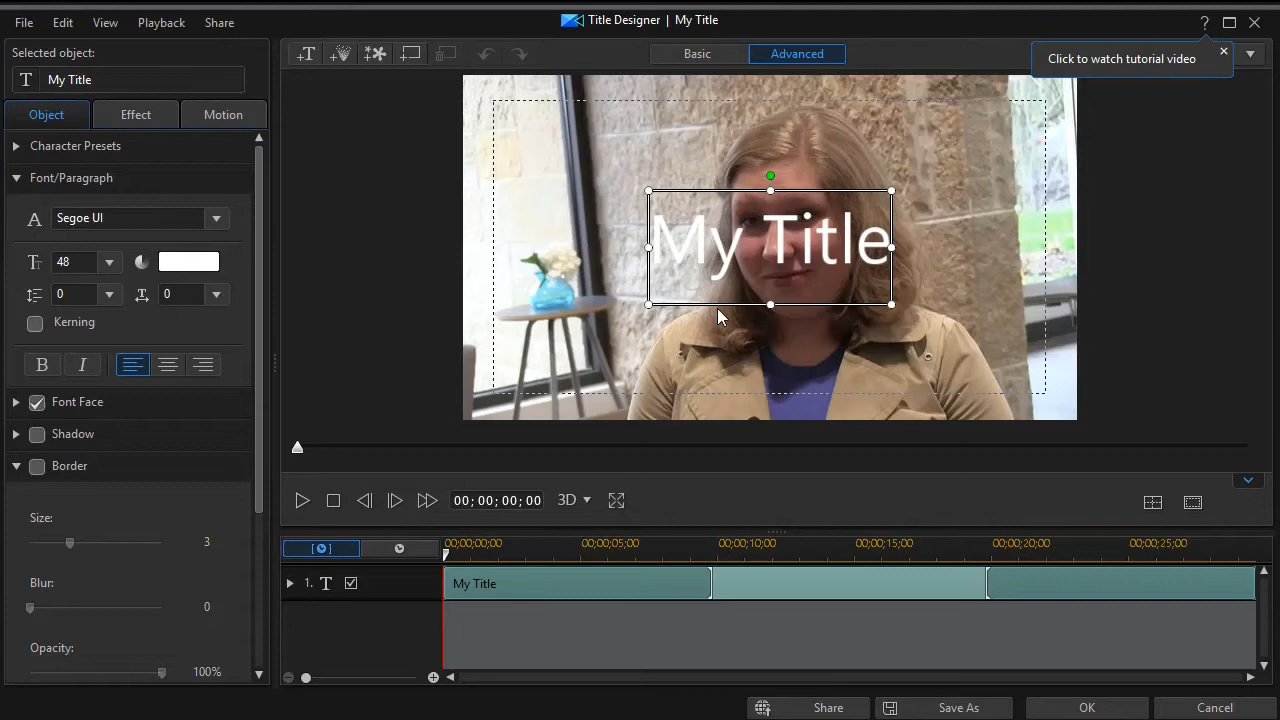 File Edit View Playback Share
Title Designer | My Title
?
Selected object:
T My Title
Basic Advanced
Click to watch tutorial video
Object Effect Motion
Character Presets
Font/Paragraph
Segoe UI
48
0 0
Kerning
B I
Font Face
Shadow
Border
Size:
3
Blur:
0
Opacity:
100%
My Title
00;00;00;00 3D
00;00;00;00 00;00;05;00 00;00;10;00 00;00;15;00 00;00;20;00 00;00;25;00
1. T My Title
Share Save As OK Cancel